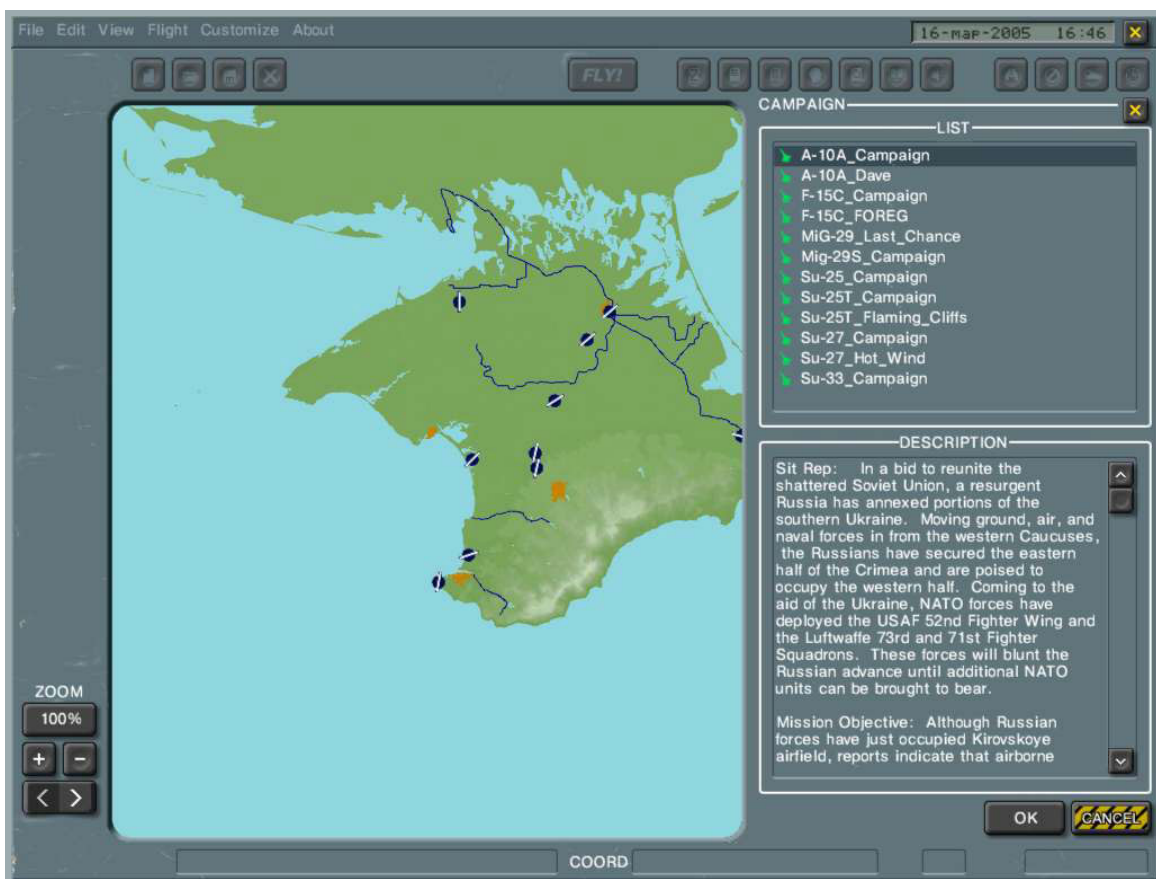 File Edit View Flight Customize About
16-мар-2005 16:46
FLY!
CAMPAIGN
LIST
A-10A_Campaign
A-10A_Dave
F-15C_Campaign
F-15C_FOREG
MiG-29_Last_Chance
Mig-29S_Campaign
Su-25_Campaign
Su-25T_Campaign
Su-25T_Flaming_Cliffs
Su-27_Campaign
Su-27_Hot_Wind
Su-33_Campaign
DESCRIPTION
Sit Rep: In a bid to reunite the
shattered Soviet Union, a resurgent
Russia has annexed portions of the
southern Ukraine. Moving ground, air, and
naval forces in from the western Caucuses,
the Russians have secured the eastern
half of the Crimea and are poised to
occupy the western half. Coming to the
aid of the Ukraine, NATO forces have
deployed the USAF 52nd Fighter Wing and
the Luftwaffe 73rd and 71st Fighter
Squadrons. These forces will blunt the
Russian advance until additional NATO
units can be brought to bear.
Mission Objective: Although Russian
forces have just occupied Kirovskoye
airfield, reports indicate that airborne
ZOOM
100%
+ -
< >
OK CANCEL
COORD